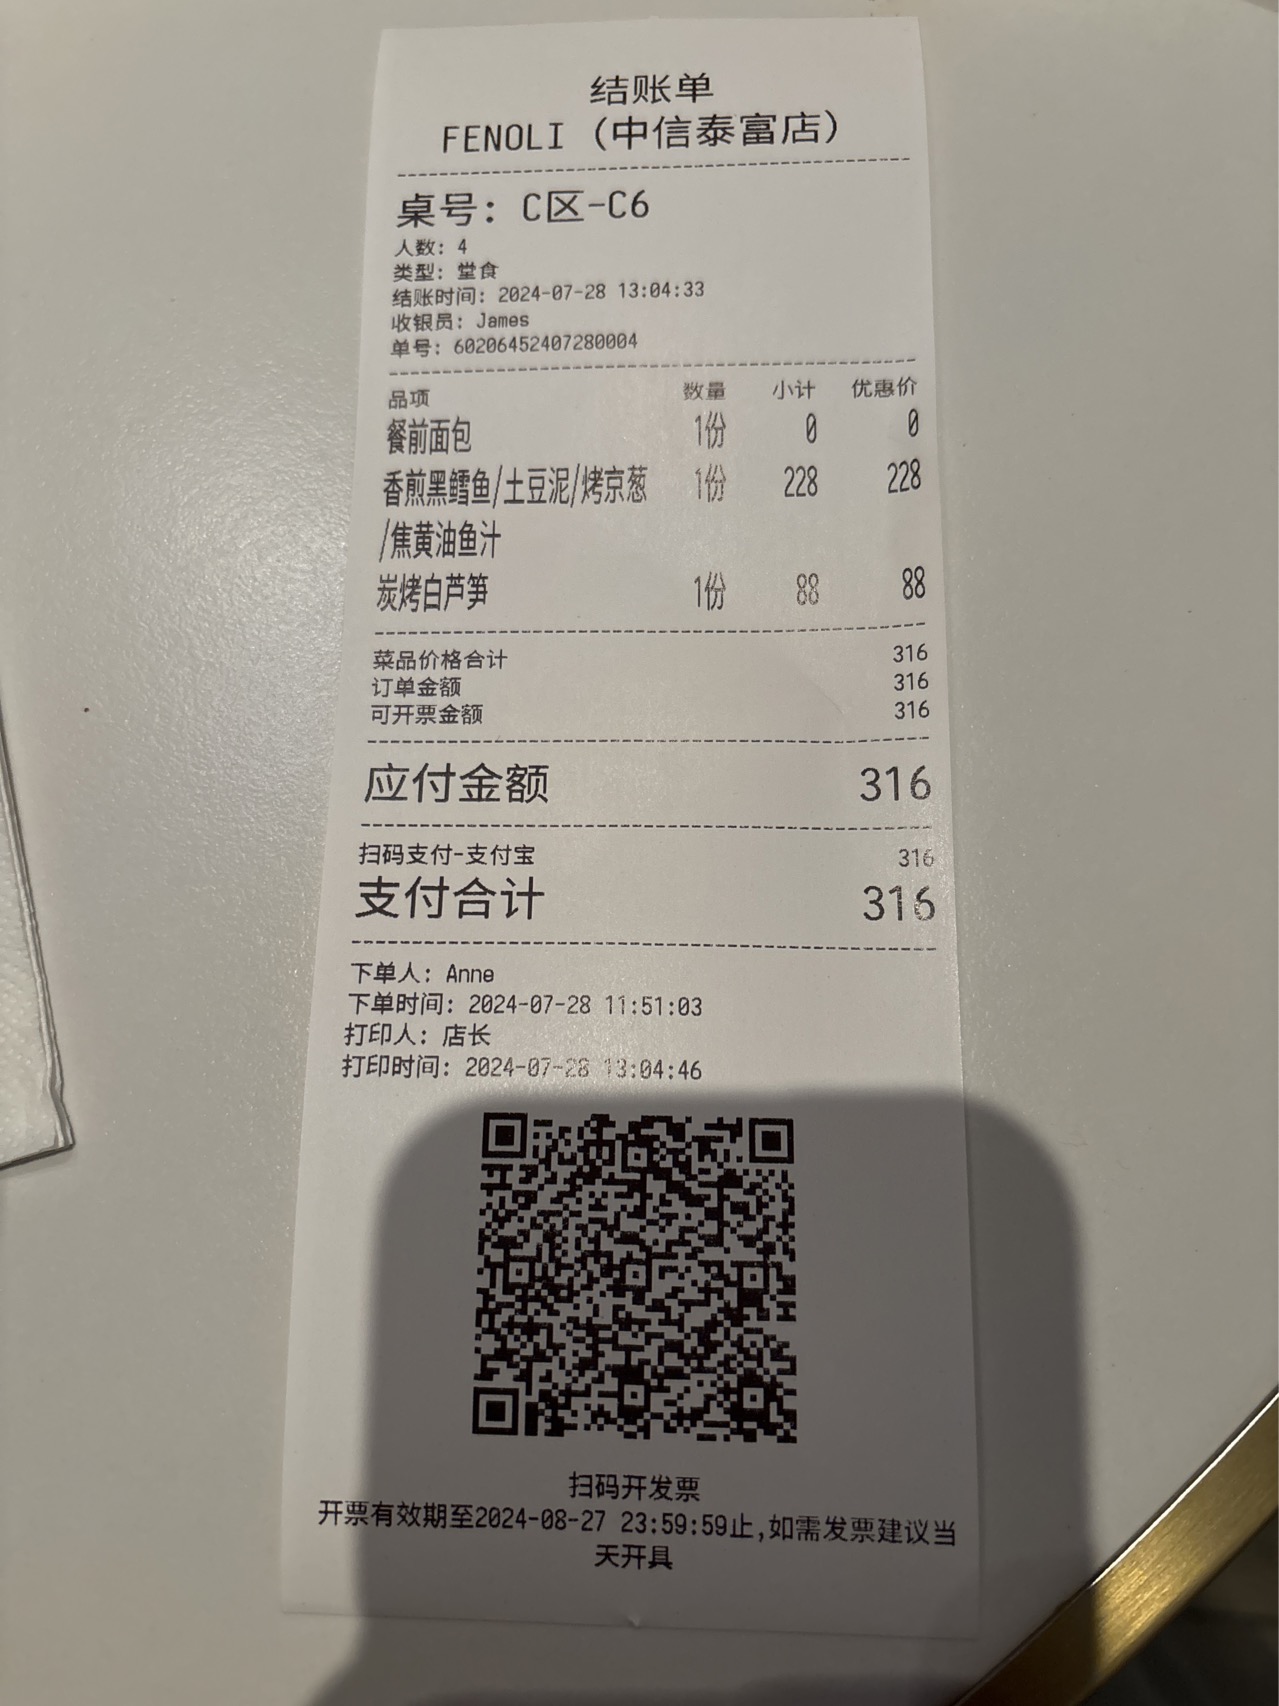 结账单
FENOLI（中信泰富店）
桌号：C区-C6
人数：4
类型：堂食
结账时间：2024-07-28 13:04:33
收银员：James
单号：60206452407280004
品项 数量 小计 优惠价
餐前面包 1份 0 0
香煎黑鳕鱼/土豆泥/烤京葱 1份 228 228
/焦黄油鱼汁
炭烤白芦笋 1份 88 88
菜品价格合计 316
订单金额 316
可开票金额 316
应付金额 316
扫码支付-支付宝 316
支付合计 316
下单人：Anne
下单时间：2024-07-28 11:51:03
打印人：店长
打印时间：2024-07-28 13:04:46
扫码开发票
开票有效期至2024-08-27 23:59:59止,如需发票建议当
天开具